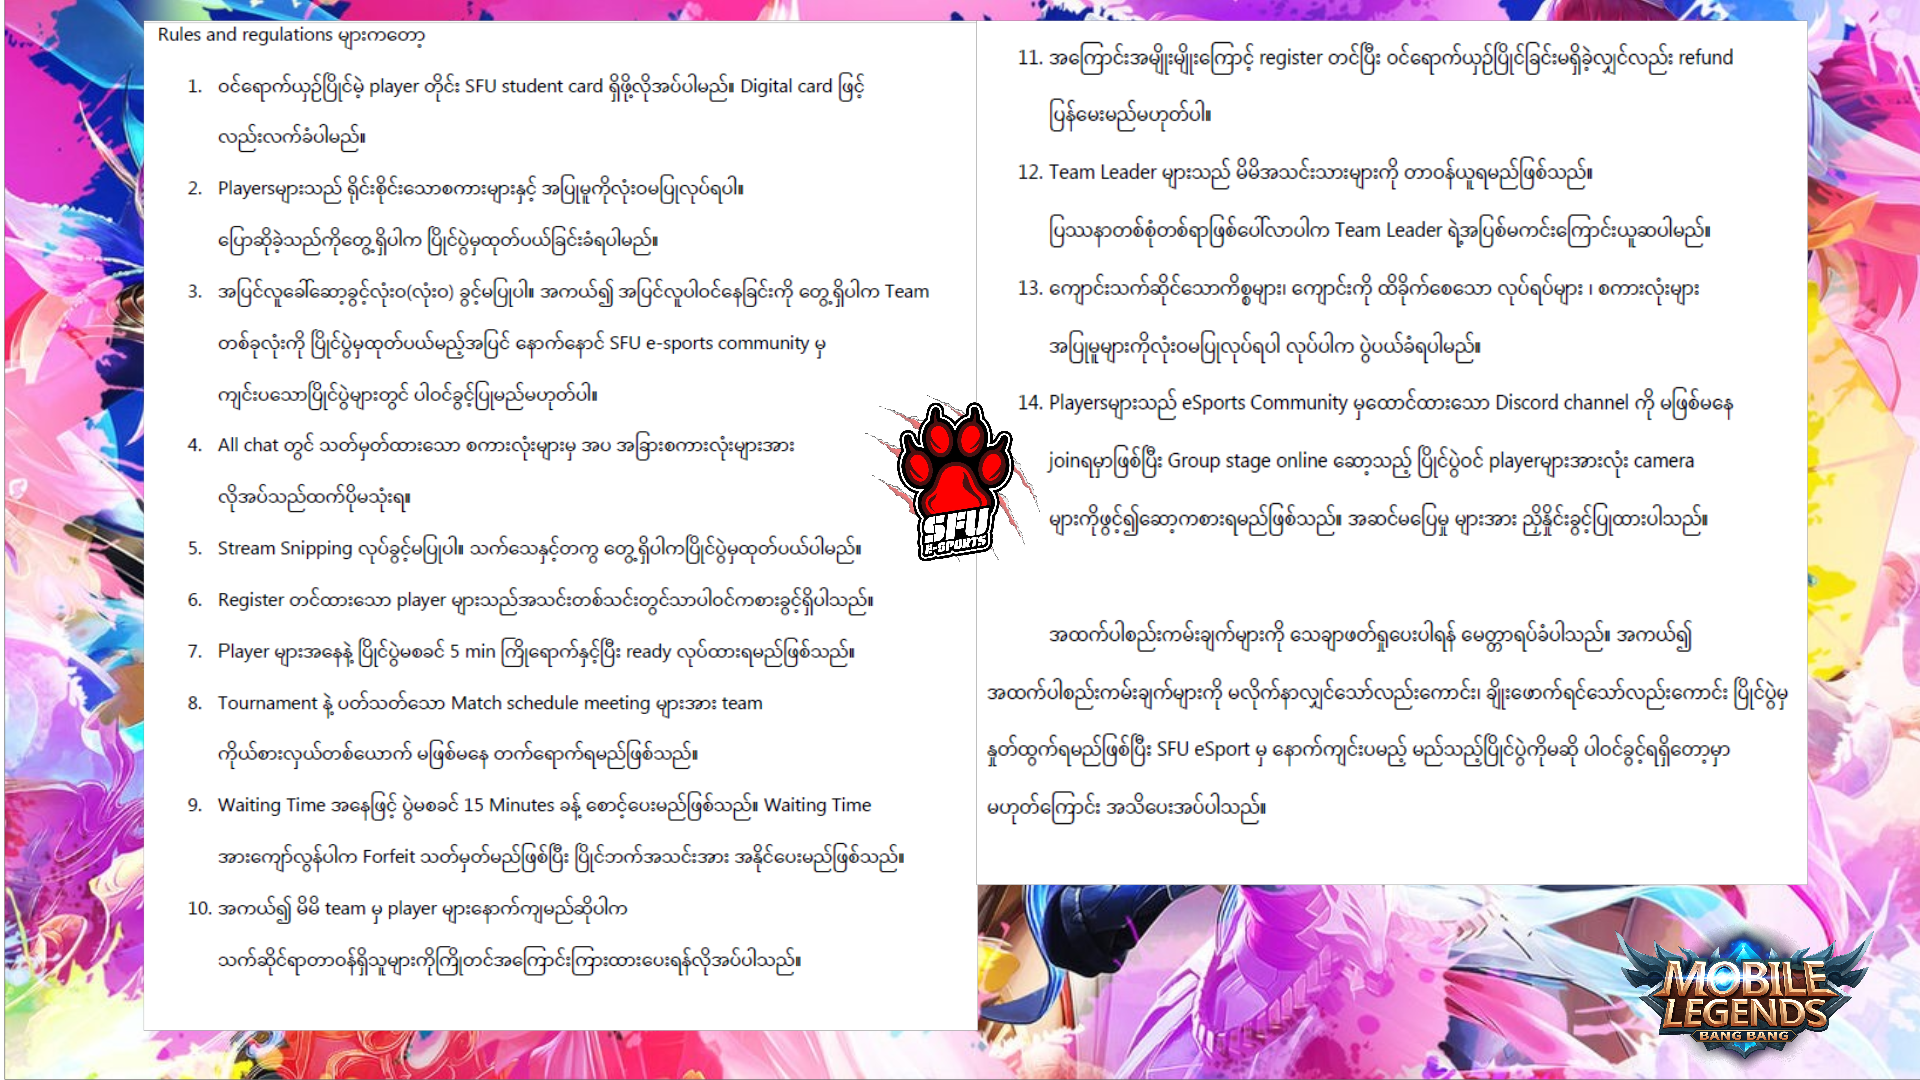 Rules and regulations များကတော့
1. ဝင်ရောက်ယှဉ်ပြိုင်မဲ့ player တိုင်း SFU student card ရှိဖို့လိုအပ်ပါမည်။ Digital card ဖြင့်
လည်းလက်ခံပါမည်။
2. Playersများသည် ရိုင်းစိုင်းသောစကားများနှင့် အပြုမူကိုလုံးဝမပြုလုပ်ရပါ။
ပြောဆိုခဲ့သည်ကိုတွေ့ရှိပါက ပြိုင်ပွဲမှထုတ်ပယ်ခြင်းခံရပါမည်။
3. အပြင်လူခေါ်ဆော့ခွင့်လုံးဝ(လုံးဝ) ခွင့်မပြုပါ။ အကယ်၍ အပြင်လူပါဝင်နေခြင်းကို တွေ့ရှိပါက Team
တစ်ခုလုံးကို ပြိုင်ပွဲမှထုတ်ပယ်မည့်အပြင် နောက်နောင် SFU e-sports community မှ
ကျင်းပသောပြိုင်ပွဲများတွင် ပါဝင်ခွင့်ပြုမည်မဟုတ်ပါ။
4. All chat တွင် သတ်မှတ်ထားသော စကားလုံးများမှ အပ အခြားစကားလုံးများအား
လိုအပ်သည်ထက်ပိုမသုံးရ။
5. Stream Snipping လုပ်ခွင့်မပြုပါ။ သက်သေနှင့်တကွ တွေ့ရှိပါကပြိုင်ပွဲမှထုတ်ပယ်ပါမည်။
6. Register တင်ထားသော player များသည်အသင်းတစ်သင်းတွင်သာပါဝင်ကစားခွင့်ရှိပါသည်။
7. Player များအနေနဲ့ ပြိုင်ပွဲမစခင် 5 min ကြိုရောက်နှင့်ပြီး ready လုပ်ထားရမည်ဖြစ်သည်။
8. Tournament နဲ့ ပတ်သတ်သော Match schedule meeting များအား team
ကိုယ်စားလှယ်တစ်ယောက် မဖြစ်မနေ တက်ရောက်ရမည်ဖြစ်သည်။
9. Waiting Time အနေဖြင့် ပွဲမစခင် 15 Minutes ခန့် စောင့်ပေးမည်ဖြစ်သည်။ Waiting Time
အားကျော်လွန်ပါက Forfeit သတ်မှတ်မည်ဖြစ်ပြီး ပြိုင်ဘက်အသင်းအား အနိုင်ပေးမည်ဖြစ်သည်။
10. အကယ်၍ မိမိ team မှ player များနောက်ကျမည်ဆိုပါက
သက်ဆိုင်ရာတာဝန်ရှိသူများကိုကြိုတင်အကြောင်းကြားထားပေးရန်လိုအပ်ပါသည်။
11. အကြောင်းအမျိုးမျိုးကြောင့် register တင်ပြီး ဝင်ရောက်ယှဉ်ပြိုင်ခြင်းမရှိခဲ့လျှင်လည်း refund
ပြန်မေးမည်မဟုတ်ပါ။
12. Team Leader များသည် မိမိအသင်းသားများကို တာဝန်ယူရမည်ဖြစ်သည်။
ပြဿနာတစ်စုံတစ်ရာဖြစ်ပေါ်လာပါက Team Leader ရဲ့အပြစ်မကင်းကြောင်းယူဆပါမည်။
13. ကျောင်းသက်ဆိုင်သောကိစ္စများ၊ ကျောင်းကို ထိခိုက်စေသော လုပ်ရပ်များ ၊ စကားလုံးများ
အပြုမူများကိုလုံးဝမပြုလုပ်ရပါ လုပ်ပါက ပွဲပယ်ခံရပါမည်။
14. Playersများသည် eSports Community မှထောင်ထားသော Discord channel ကို မဖြစ်မနေ
joinရမှာဖြစ်ပြီး Group stage online ဆော့သည့် ပြိုင်ပွဲဝင် playerများအားလုံး camera
များကိုဖွင့်၍ဆော့ကစားရမည်ဖြစ်သည်။ အဆင်မပြေမှု များအား ညှိနှိုင်းခွင့်ပြုထားပါသည်။
အထက်ပါစည်းကမ်းချက်များကို သေချာဖတ်ရှုပေးပါရန် မေတ္တာရပ်ခံပါသည်။ အကယ်၍
အထက်ပါစည်းကမ်းချက်များကို မလိုက်နာလျှင်သော်လည်းကောင်း၊ ချိုးဖောက်ရင်သော်လည်းကောင်း ပြိုင်ပွဲမှ
နှုတ်ထွက်ရမည်ဖြစ်ပြီး SFU eSport မှ နောက်ကျင်းပမည့် မည်သည့်ပြိုင်ပွဲကိုမဆို ပါဝင်ခွင့်ရရှိတော့မှာ
မဟုတ်ကြောင်း အသိပေးအပ်ပါသည်။
SFU
E-SPORTS
MOBILE
LEGENDS
BANG BANG